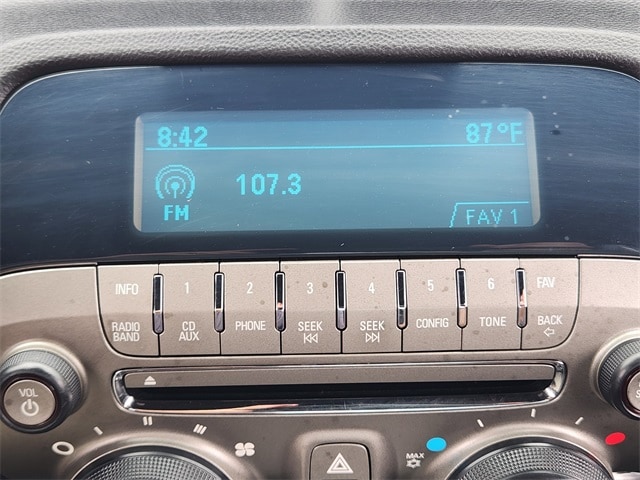 8:42 87°F
107.3
FM FAV 1
INFO 1 2 3 4 5 6 FAV
RADIO BAND CD AUX PHONE SEEK SEEK CONFIG TONE BACK
VOL
MAX